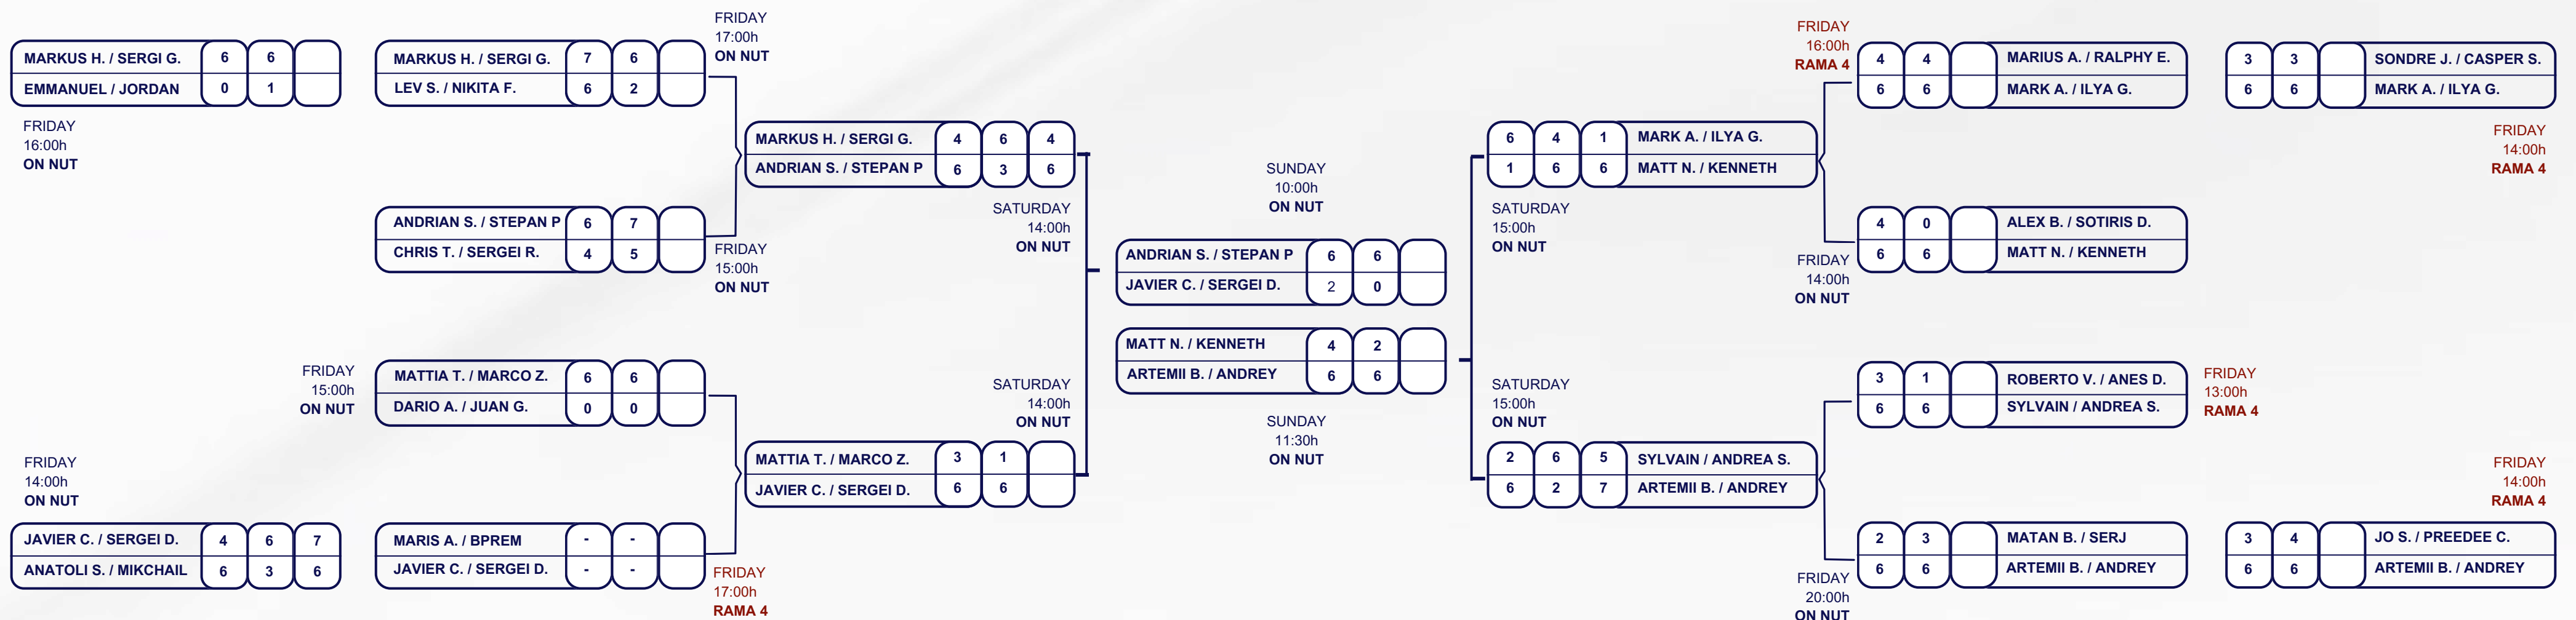 MARKUS H. / SERGI G. 6 6
EMMANUEL / JORDAN 0 1
FRIDAY
16:00h
ON NUT
FRIDAY
14:00h
ON NUT
JAVIER C. / SERGEI D. 4 6 7
ANATOLI S. / MIKCHAIL 6 3 6
FRIDAY
17:00h
ON NUT
MARKUS H. / SERGI G. 7 6
LEV S. / NIKITA F. 6 2
ANDRIAN S. / STEPAN P 6 7
CHRIS T. / SERGEI R. 4 5
FRIDAY
15:00h
ON NUT
FRIDAY
15:00h
ON NUT
MATTIA T. / MARCO Z. 6 6
DARIO A. / JUAN G. 0 0
MARIS A. / BPREM - -
JAVIER C. / SERGEI D. - -
FRIDAY
17:00h
RAMA 4
MARKUS H. / SERGI G. 4 6 4
ANDRIAN S. / STEPAN P 6 3 6
SATURDAY
14:00h
ON NUT
SATURDAY
14:00h
ON NUT
MATTIA T. / MARCO Z. 3 1
JAVIER C. / SERGEI D. 6 6
SUNDAY
10:00h
ON NUT
ANDRIAN S. / STEPAN P 6 6
JAVIER C. / SERGEI D. 2 0
MATT N. / KENNETH 4 2
ARTEMII B. / ANDREY 6 6
SUNDAY
11:30h
ON NUT
6 4 1 MARK A. / ILYA G.
1 6 6 MATT N. / KENNETH
SATURDAY
15:00h
ON NUT
SATURDAY
15:00h
ON NUT
2 6 5 SYLVAIN / ANDREA S.
6 2 7 ARTEMII B. / ANDREY
FRIDAY
16:00h
RAMA 4
4 4 MARIUS A. / RALPHY E.
6 6 MARK A. / ILYA G.
4 0 ALEX B. / SOTIRIS D.
6 6 MATT N. / KENNETH
FRIDAY
14:00h
ON NUT
3 1 ROBERTO V. / ANES D.
6 6 SYLVAIN / ANDREA S.
FRIDAY
13:00h
RAMA 4
2 3 MATAN B. / SERJ
6 6 ARTEMII B. / ANDREY
FRIDAY
20:00h
ON NUT
3 3 SONDRE J. / CASPER S.
6 6 MARK A. / ILYA G.
FRIDAY
14:00h
RAMA 4
FRIDAY
14:00h
RAMA 4
3 4 JO S. / PREEDEE C.
6 6 ARTEMII B. / ANDREY